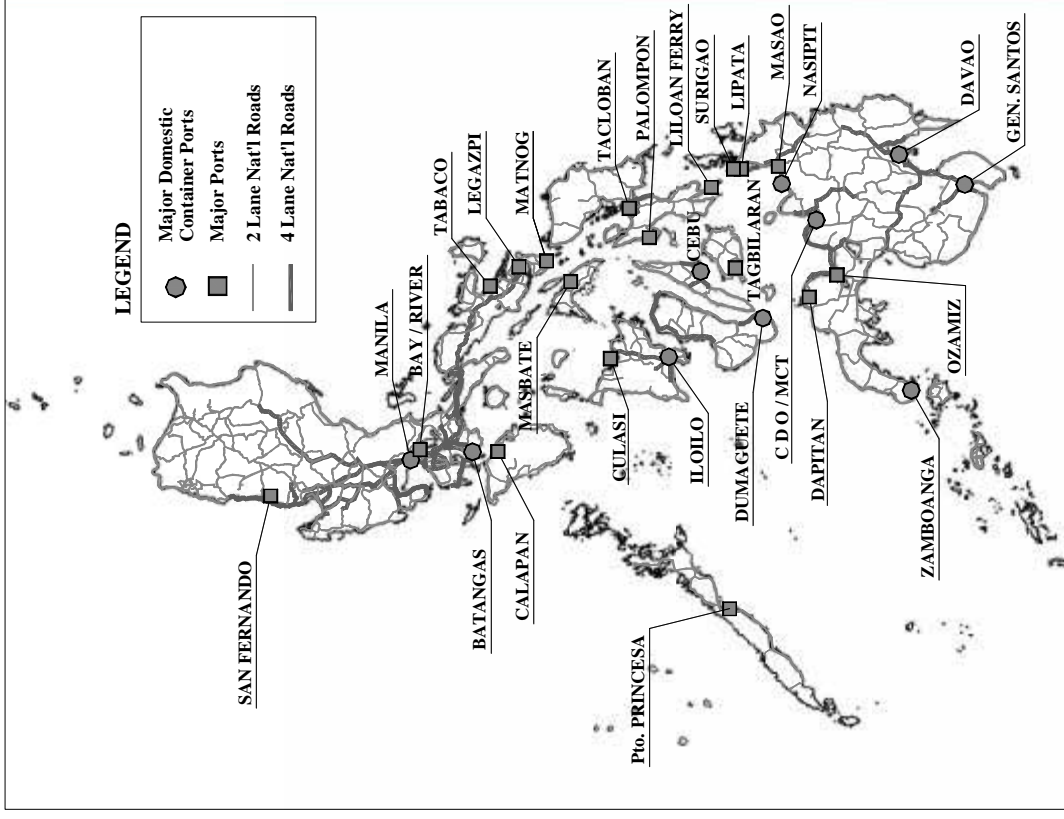 LEGEND
Major Domestic
Container Ports
Major Ports
2 Lane Nat'l Roads
4 Lane Nat'l Roads
SAN FERNANDO
MANILA
BAY / RIVER
TABACO
LEGAZPI
MATNOG
TACLOBAN
PALOMPON
LILOAN FERRY
SURIGAO
LIPATA
MASAO
NASIPIT
DAVAO
GEN. SANTOS
BATANGAS
CALAPAN
MASBATE
CULASI
ILOILO
CEBU
TAGBILARAN
DUMAGUETE
C D O / MCT
DAPITAN
OZAMIZ
ZAMBOANGA
Pto. PRINCESA